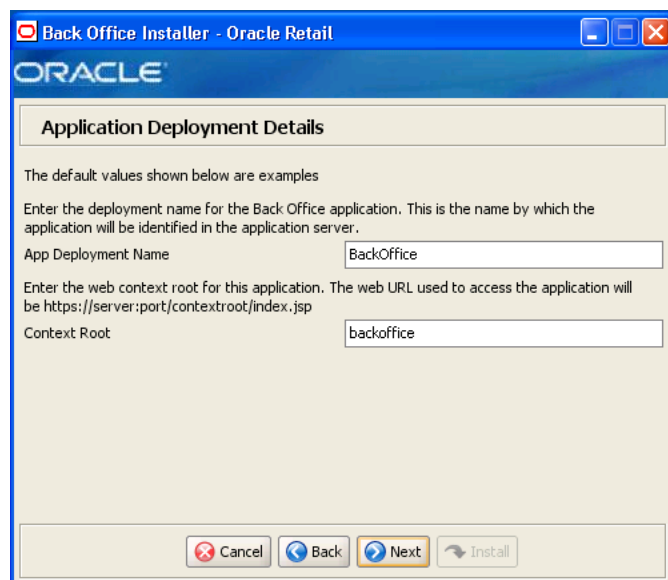 Back Office Installer - Oracle Retail
ORACLE
Application Deployment Details
The default values shown below are examples
Enter the deployment name for the Back Office application. This is the name by which the
application will be identified in the application server.
App Deployment Name
BackOffice
Enter the web context root for this application. The web URL used to access the application will
be https://server:port/contextroot/index.jsp
Context Root
backoffice
Cancel
Back
Next
Install